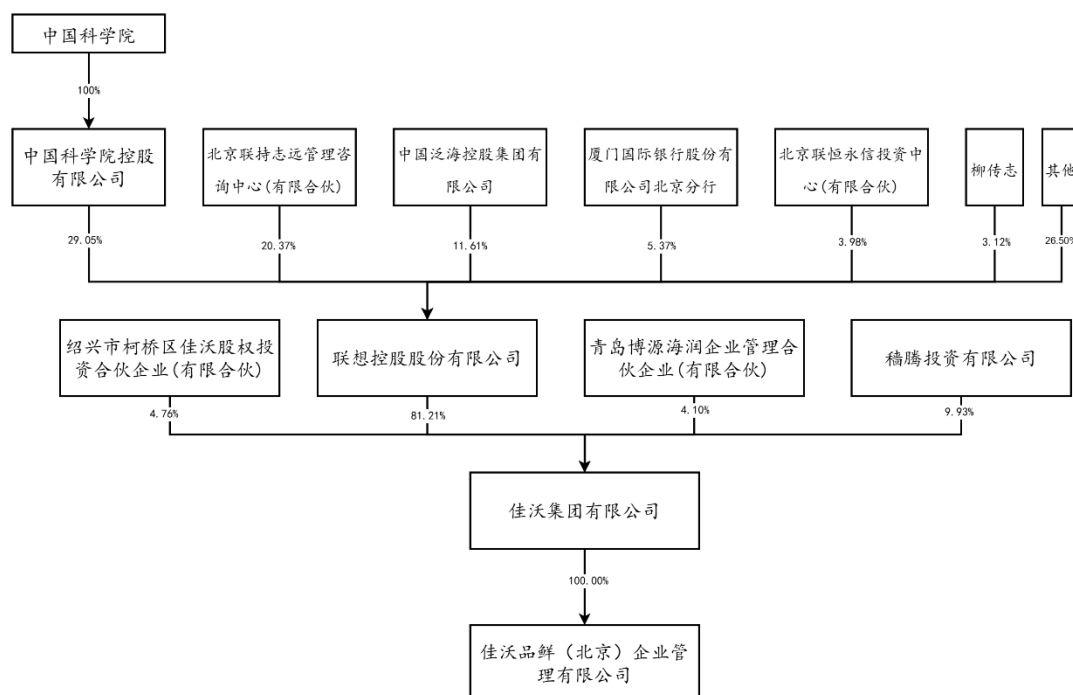 中国科学院
100%
中国科学院控股
有限公司
北京联持志远管理咨
询中心(有限合伙)
中国泛海控股集团有
限公司
厦门国际银行股份有
限公司北京分行
北京联恒永信投资中
心(有限合伙)
柳传志
其他
29.05%
20.37%
11.61%
5.37%
3.98%
3.12%
26.50%
绍兴市柯桥区佳沃股权投
资合伙企业(有限合伙)
联想控股股份有限公司
青岛博源海润企业管理合
伙企业(有限合伙)
穑腾投资有限公司
4.76%
81.21%
4.10%
9.93%
佳沃集团有限公司
100.00%
佳沃品鲜（北京）企业管
理有限公司